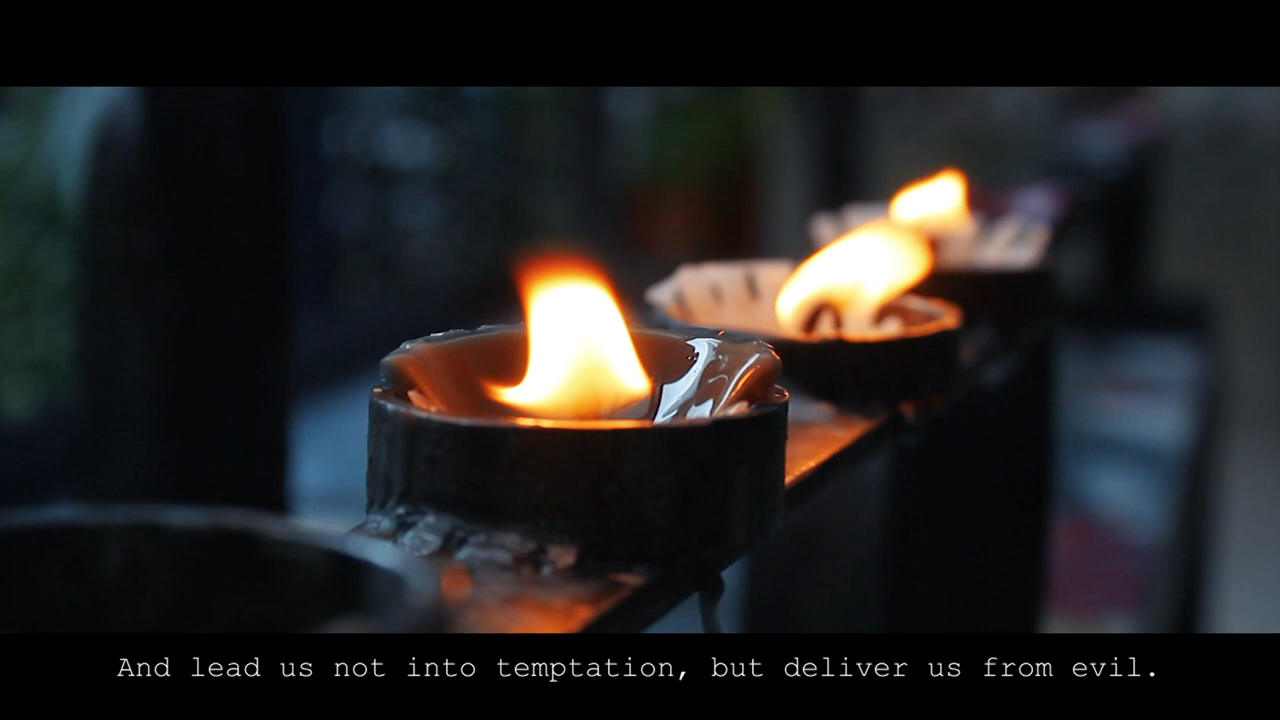 And lead us not into temptation, but deliver us from evil.